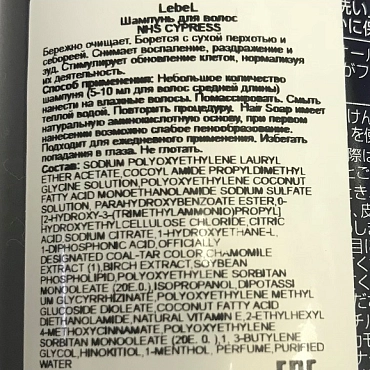 LebeL
Шампунь для волос
NHS CYPRESS
Бережно очищает. Борется с сухой перхотью и
себореей. Снимает воспаление, раздражение и
зуд. Стимулирует обновление клеток, нормализуя
их деятельность.
Способ применения: Небольшое количество
шампуня (5-10 мл для волос средней длины)
нанести на влажные волосы. Помассировать. Смыть
теплой водой. Повторить процедуру. Hair Soap имеет
натуральную аминокислотную основу, при первом
нанесении возможно слабое пенообразование.
Подходит для ежедневного применения. Избегать
попадания в глаза. Не глотать.
Состав: SODIUM POLYOXYETHYLENE LAURYL
ETHER ACETATE,COCOYL AMIDE PROPYLDIMETYL
GLYCINE SOLUTION,POLYOXYETHYLENE COCONUT
FATTY ACID MONOETHANOLAMIDE SODIUM SULFATE
SOLUTION, PARAHYDROXYBENZOATE ESTER,0-
[2-HYDROXY-3-(TRIMETHYLAMMONIO)PROPYL]
HYDROXYETHYLCELLULOSE CHLORIDE,CITRIC
ACID SODIUM CITRATE ,1-HYDROXYETHANE-L,
1-DIPHOSPHONIC ACID,OFFICIALLY
DESIGNATED COAL-TAR COLOR,CHAMOMILE
EXTRACT (1),BIRCH EXTRACT,SOYBEAN
PHOSPHOLIPID,POLYOXYETHYLENE SORBITAN
MONOOLEATE (20E.O.),ISOPROPANOL,DIPOTASSI
UM GLYCYRRHIZINATE,POLYOXYETHYLENE METHYL
GLUCOSIDE DIOLEATE,COCONUT FATTY ACID
DIETHANOLAMIDE,NATURAL VITAMIN E,2-ETHYLHEXYL
4-METHOXYCINNAMATE,POLYOXYETHYLENE
SORBITAN MONOOLEATE (20E. O. ),1, 3-BUTYLENE
GLYCOL,HINOKITIOL,1-MENTHOL, PERFUME,PURIFIED
WATER